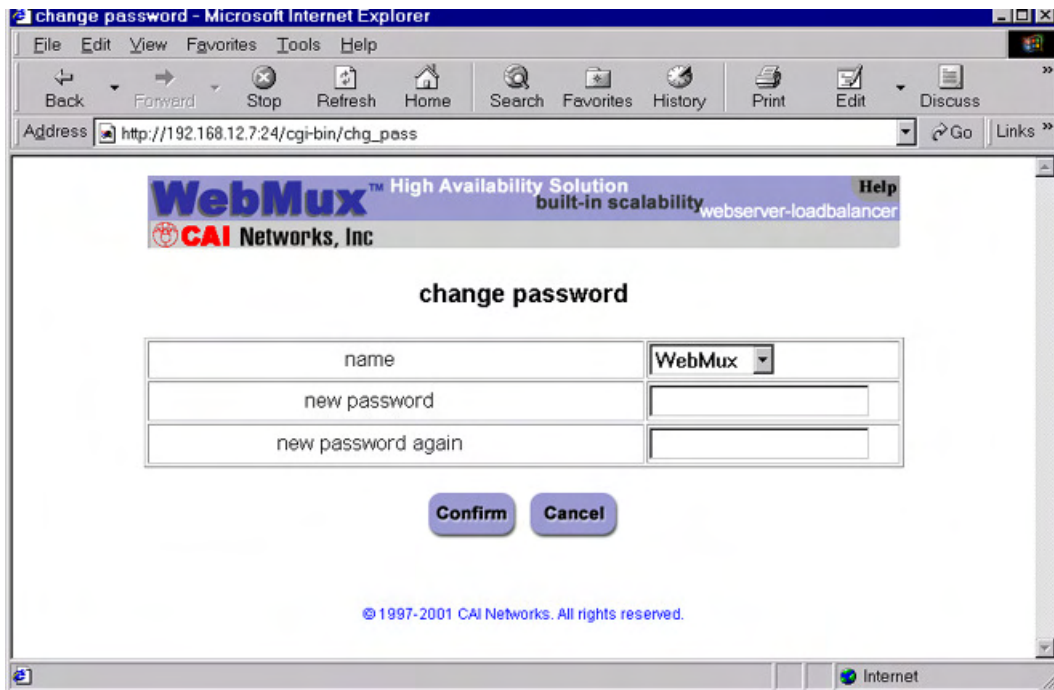 change password - Microsoft Internet Explorer
File Edit View Favorites Tools Help
Back Forward Stop Refresh Home Search Favorites History Print Edit Discuss »
Address http://192.168.12.7:24/cgi-bin/chg_pass Go Links »
WebMux™ High Availability Solution Help
built-in scalability
webserver-loadbalancer
CAI Networks, Inc
change password
name WebMux
new password
new password again
Confirm Cancel
© 1997-2001 CAI Networks. All rights reserved.
Internet